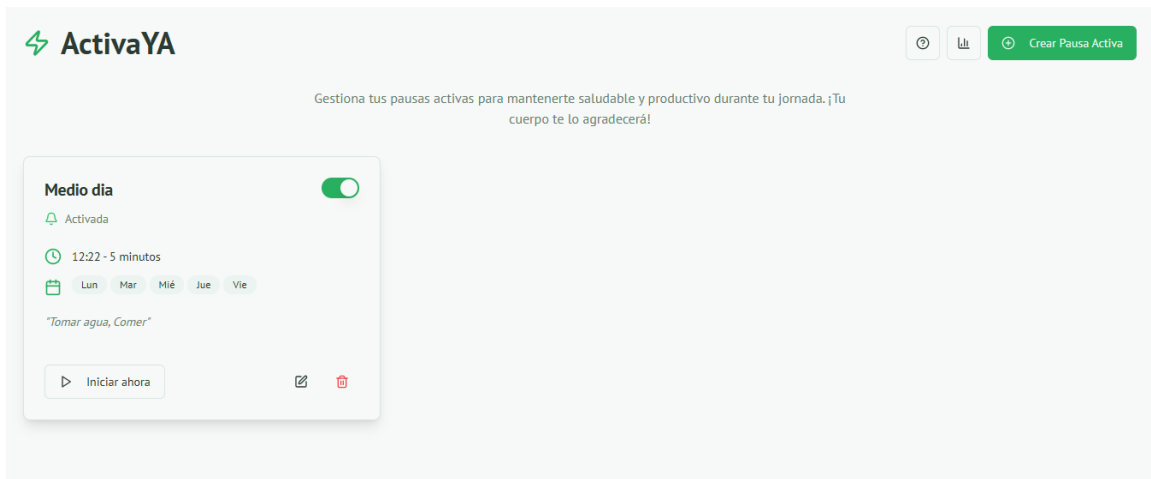 ActivaYA
Crear Pausa Activa
Gestiona tus pausas activas para mantenerte saludable y productivo durante tu jornada. ¡Tu
cuerpo te lo agradecerá!
Medio dia
Activada
12:22 - 5 minutos
Lun Mar Mié Jue Vie
"Tomar agua, Comer"
Iniciar ahora